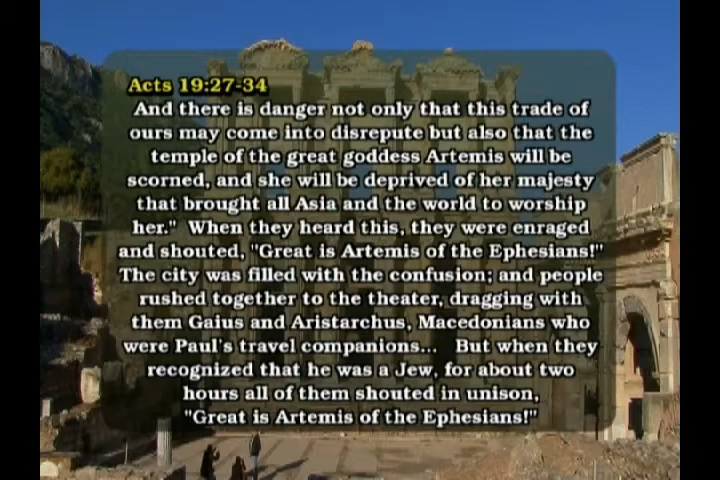 Acts 19:27-34
And there is danger not only that this trade of
ours may come into disrepute but also that the
temple of the great goddess Artemis will be
scorned, and she will be deprived of her majesty
that brought all Asia and the world to worship
her." When they heard this, they were enraged
and shouted, "Great is Artemis of the Ephesians!"
The city was filled with the confusion; and people
rushed together to the theater, dragging with
them Gaius and Aristarchus, Macedonians who
were Paul's travel companions... But when they
recognized that he was a Jew, for about two
hours all of them shouted in unison,
"Great is Artemis of the Ephesians!"